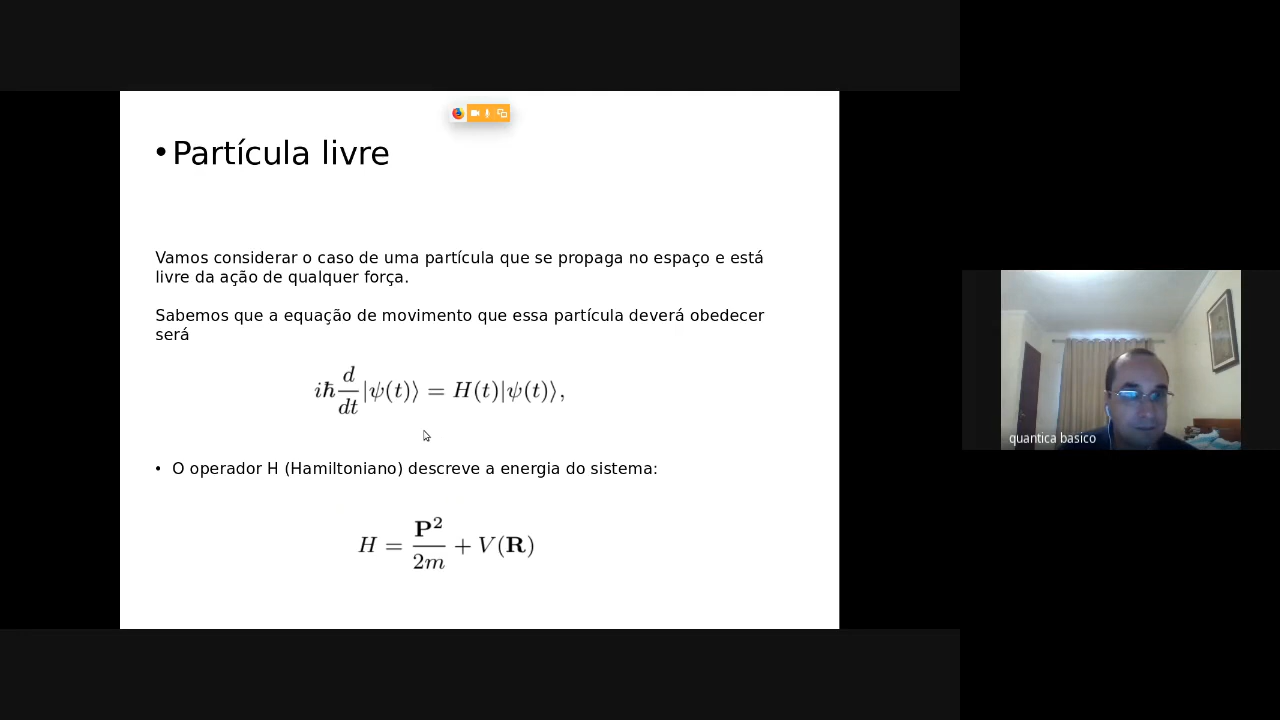 • Partícula livre
Vamos considerar o caso de uma partícula que se propaga no espaço e está
livre da ação de qualquer força.
Sabemos que a equação de movimento que essa partícula deverá obedecer
será
iħ d/dt |ψ(t)⟩ = H(t)|ψ(t)⟩,
• O operador H (Hamiltoniano) descreve a energia do sistema:
H = P²/2m + V(R)
quantica basico